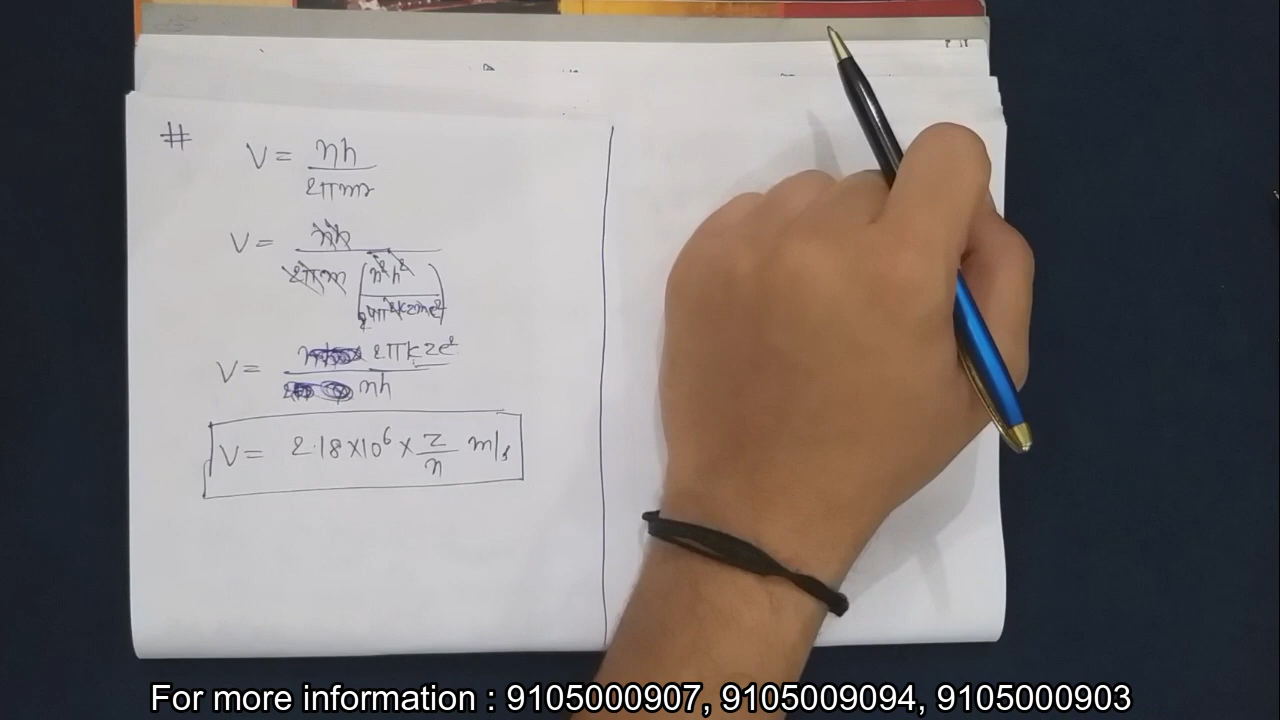 #
V = nh
2πmr
V = nh
2πm (n²h²
4π²kzme²)
V = 2πkze²
nh
V = 2.18×10⁶ × z/n m/s
For more information : 9105000907, 9105009094, 9105000903